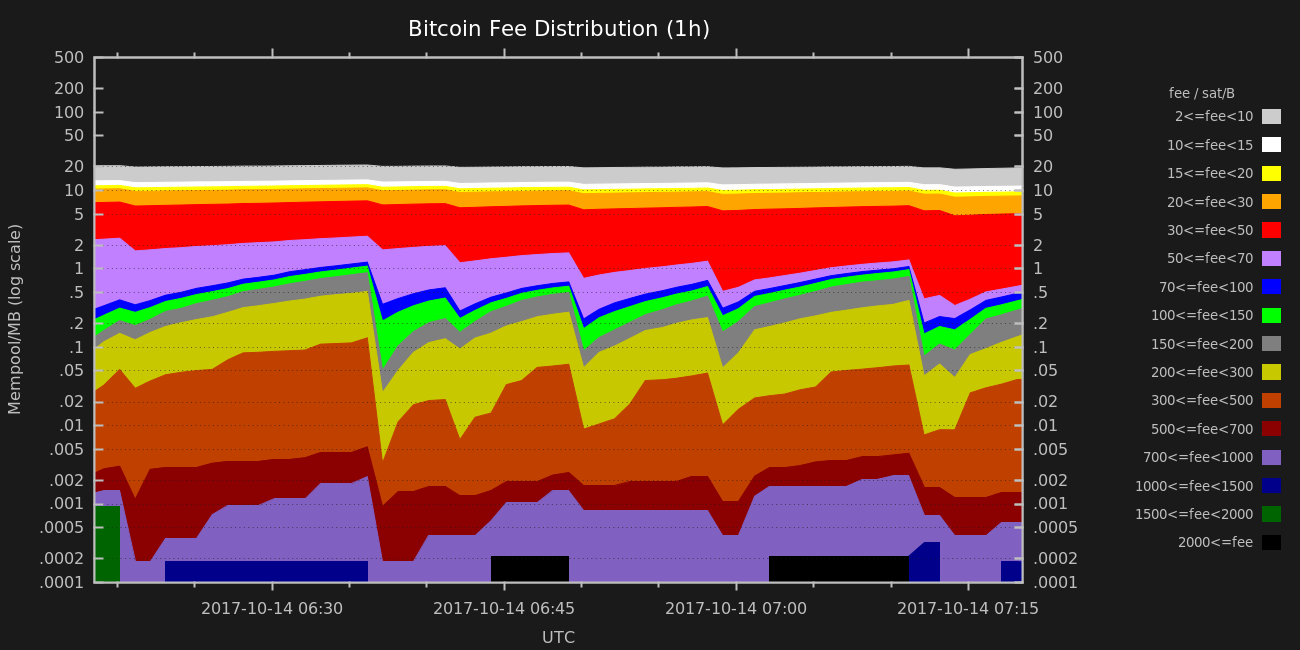 Bitcoin Fee Distribution (1h)
500 500
200 200
100 100
50 50
20 20
10 10
5 5
2 2
1 1
.5 .5
.2 .2
.1 .1
.05 .05
.02 .02
.01 .01
.005 .005
.002 .002
.001 .001
.0005 .0005
.0002 .0002
.0001 .0001
Mempool/MB (log scale)
2017-10-14 06:30 2017-10-14 06:45 2017-10-14 07:00 2017-10-14 07:15
UTC
fee / sat/B
2<=fee<10
10<=fee<15
15<=fee<20
20<=fee<30
30<=fee<50
50<=fee<70
70<=fee<100
100<=fee<150
150<=fee<200
200<=fee<300
300<=fee<500
500<=fee<700
700<=fee<1000
1000<=fee<1500
1500<=fee<2000
2000<=fee